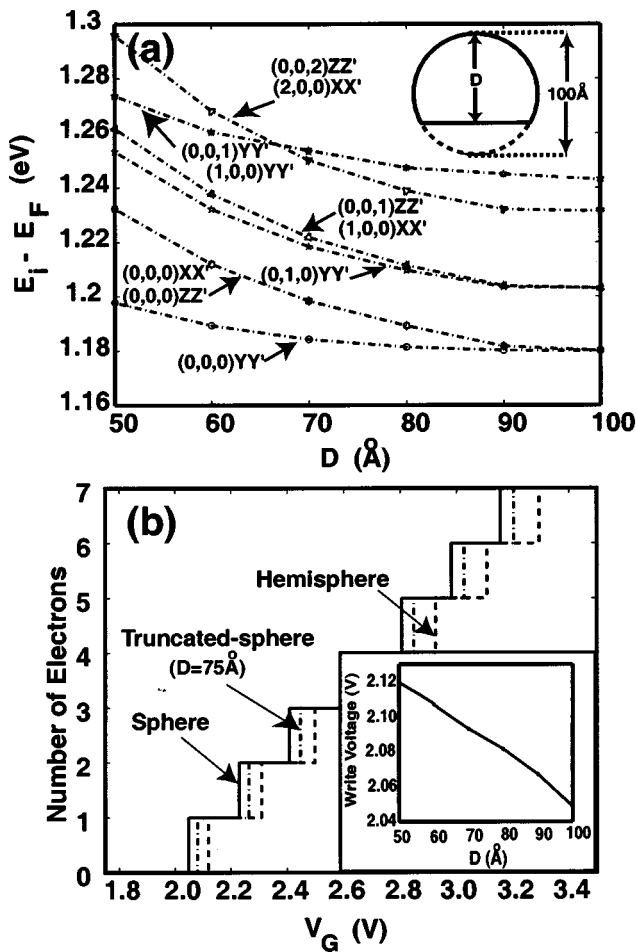 (a)
1.3
1.28
1.26
1.24
1.22
1.2
1.18
1.16
E_i - E_F (eV)
(0,0,2)ZZ'
(2,0,0)XX'
D
100Å
(0,0,1)YY'
(1,0,0)YY'
(0,0,1)ZZ'
(1,0,0)XX'
(0,0,0)XX'
(0,0,0)ZZ'
(0,1,0)YY'
(0,0,0)YY'
50 60 70 80 90 100
D (Å)
(b)
7
6
5
4
3
2
1
0
Number of Electrons
Hemisphere
Truncated-sphere
(D=75Å)
Sphere
2.12
2.10
2.08
2.06
2.04
Write Voltage (V)
50 60 70 80 90 100
D (Å)
1.8 2.0 2.2 2.4 2.6 2.8 3.0 3.2 3.4
V_G (V)